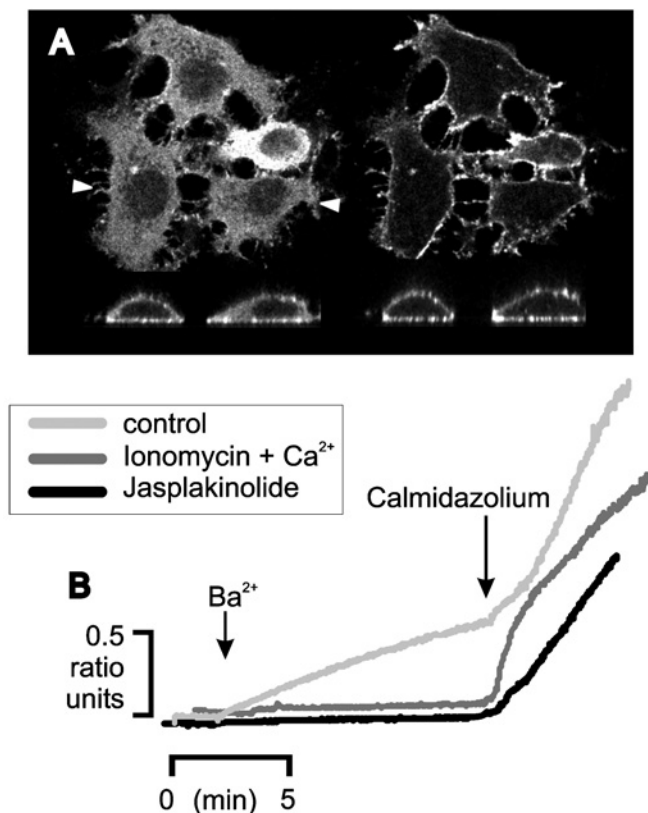 A
control
Ionomycin + Ca²⁺
Jasplakinolide
Calmidazolium
B
Ba²⁺
0.5
ratio
units
0 (min) 5